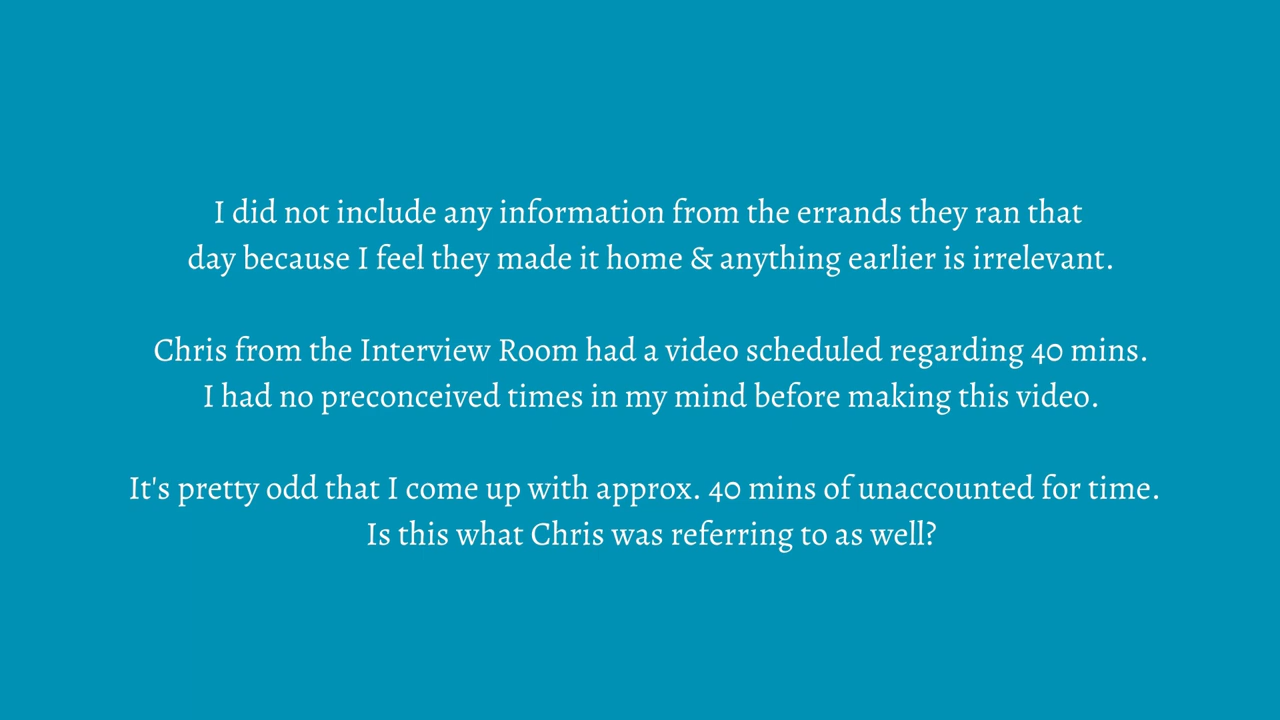 I did not include any information from the errands they ran that
day because I feel they made it home & anything earlier is irrelevant.
Chris from the Interview Room had a video scheduled regarding 40 mins.
I had no preconceived times in my mind before making this video.
It's pretty odd that I come up with approx. 40 mins of unaccounted for time.
Is this what Chris was referring to as well?